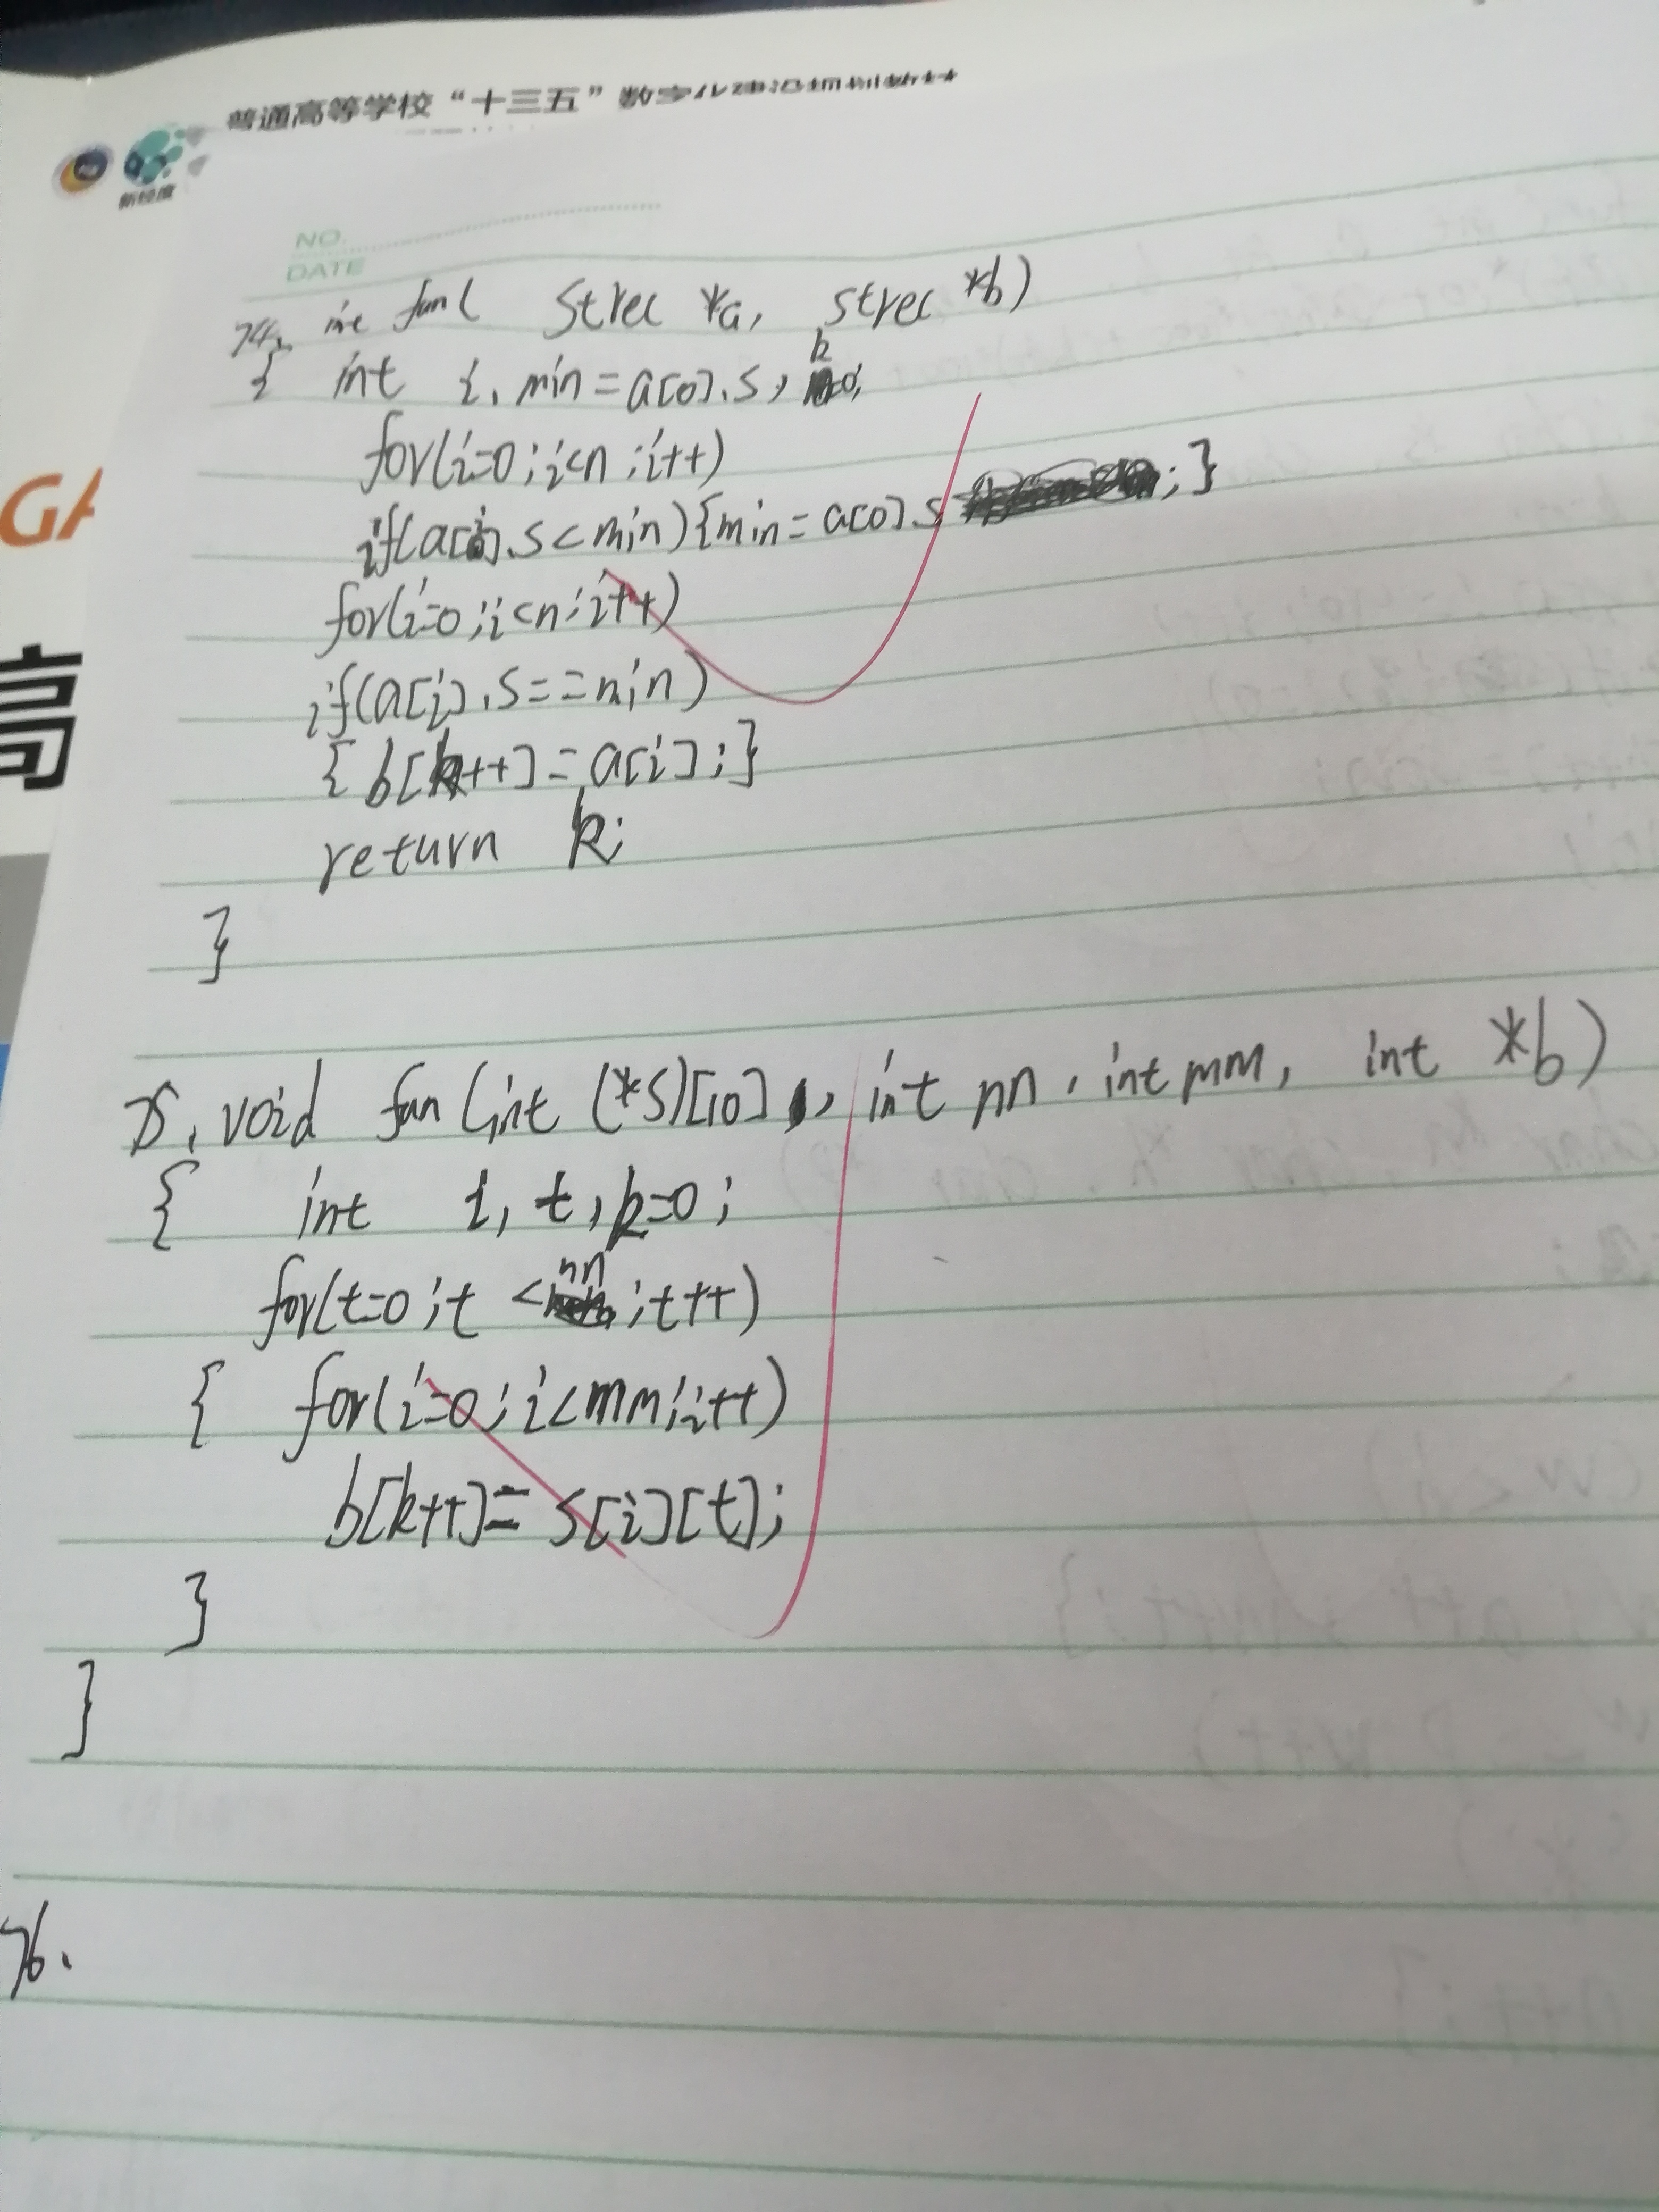 普通高等学校“十三五”数字化建设规划教材
新经度
NO.
DATE
GA
高
74. int fun( Strec *a, strec *b)
{ int i, min=a[0].s, k=0;
for(i=0;i<n;i++)
if(a[i].s<min){min=a[0].s;}
for(i=0;i<n;i++)
if(a[i].s==min)
{b[k++]=a[i];}
return k;
}
75. void fun(int (*s)[10], int nn, int mm, int *b)
{ int i, t, k=0;
for(t=0;t<nn;t++)
{ for(i=0;i<mm;i++)
b[k++]=s[i][t];
}
}
76.